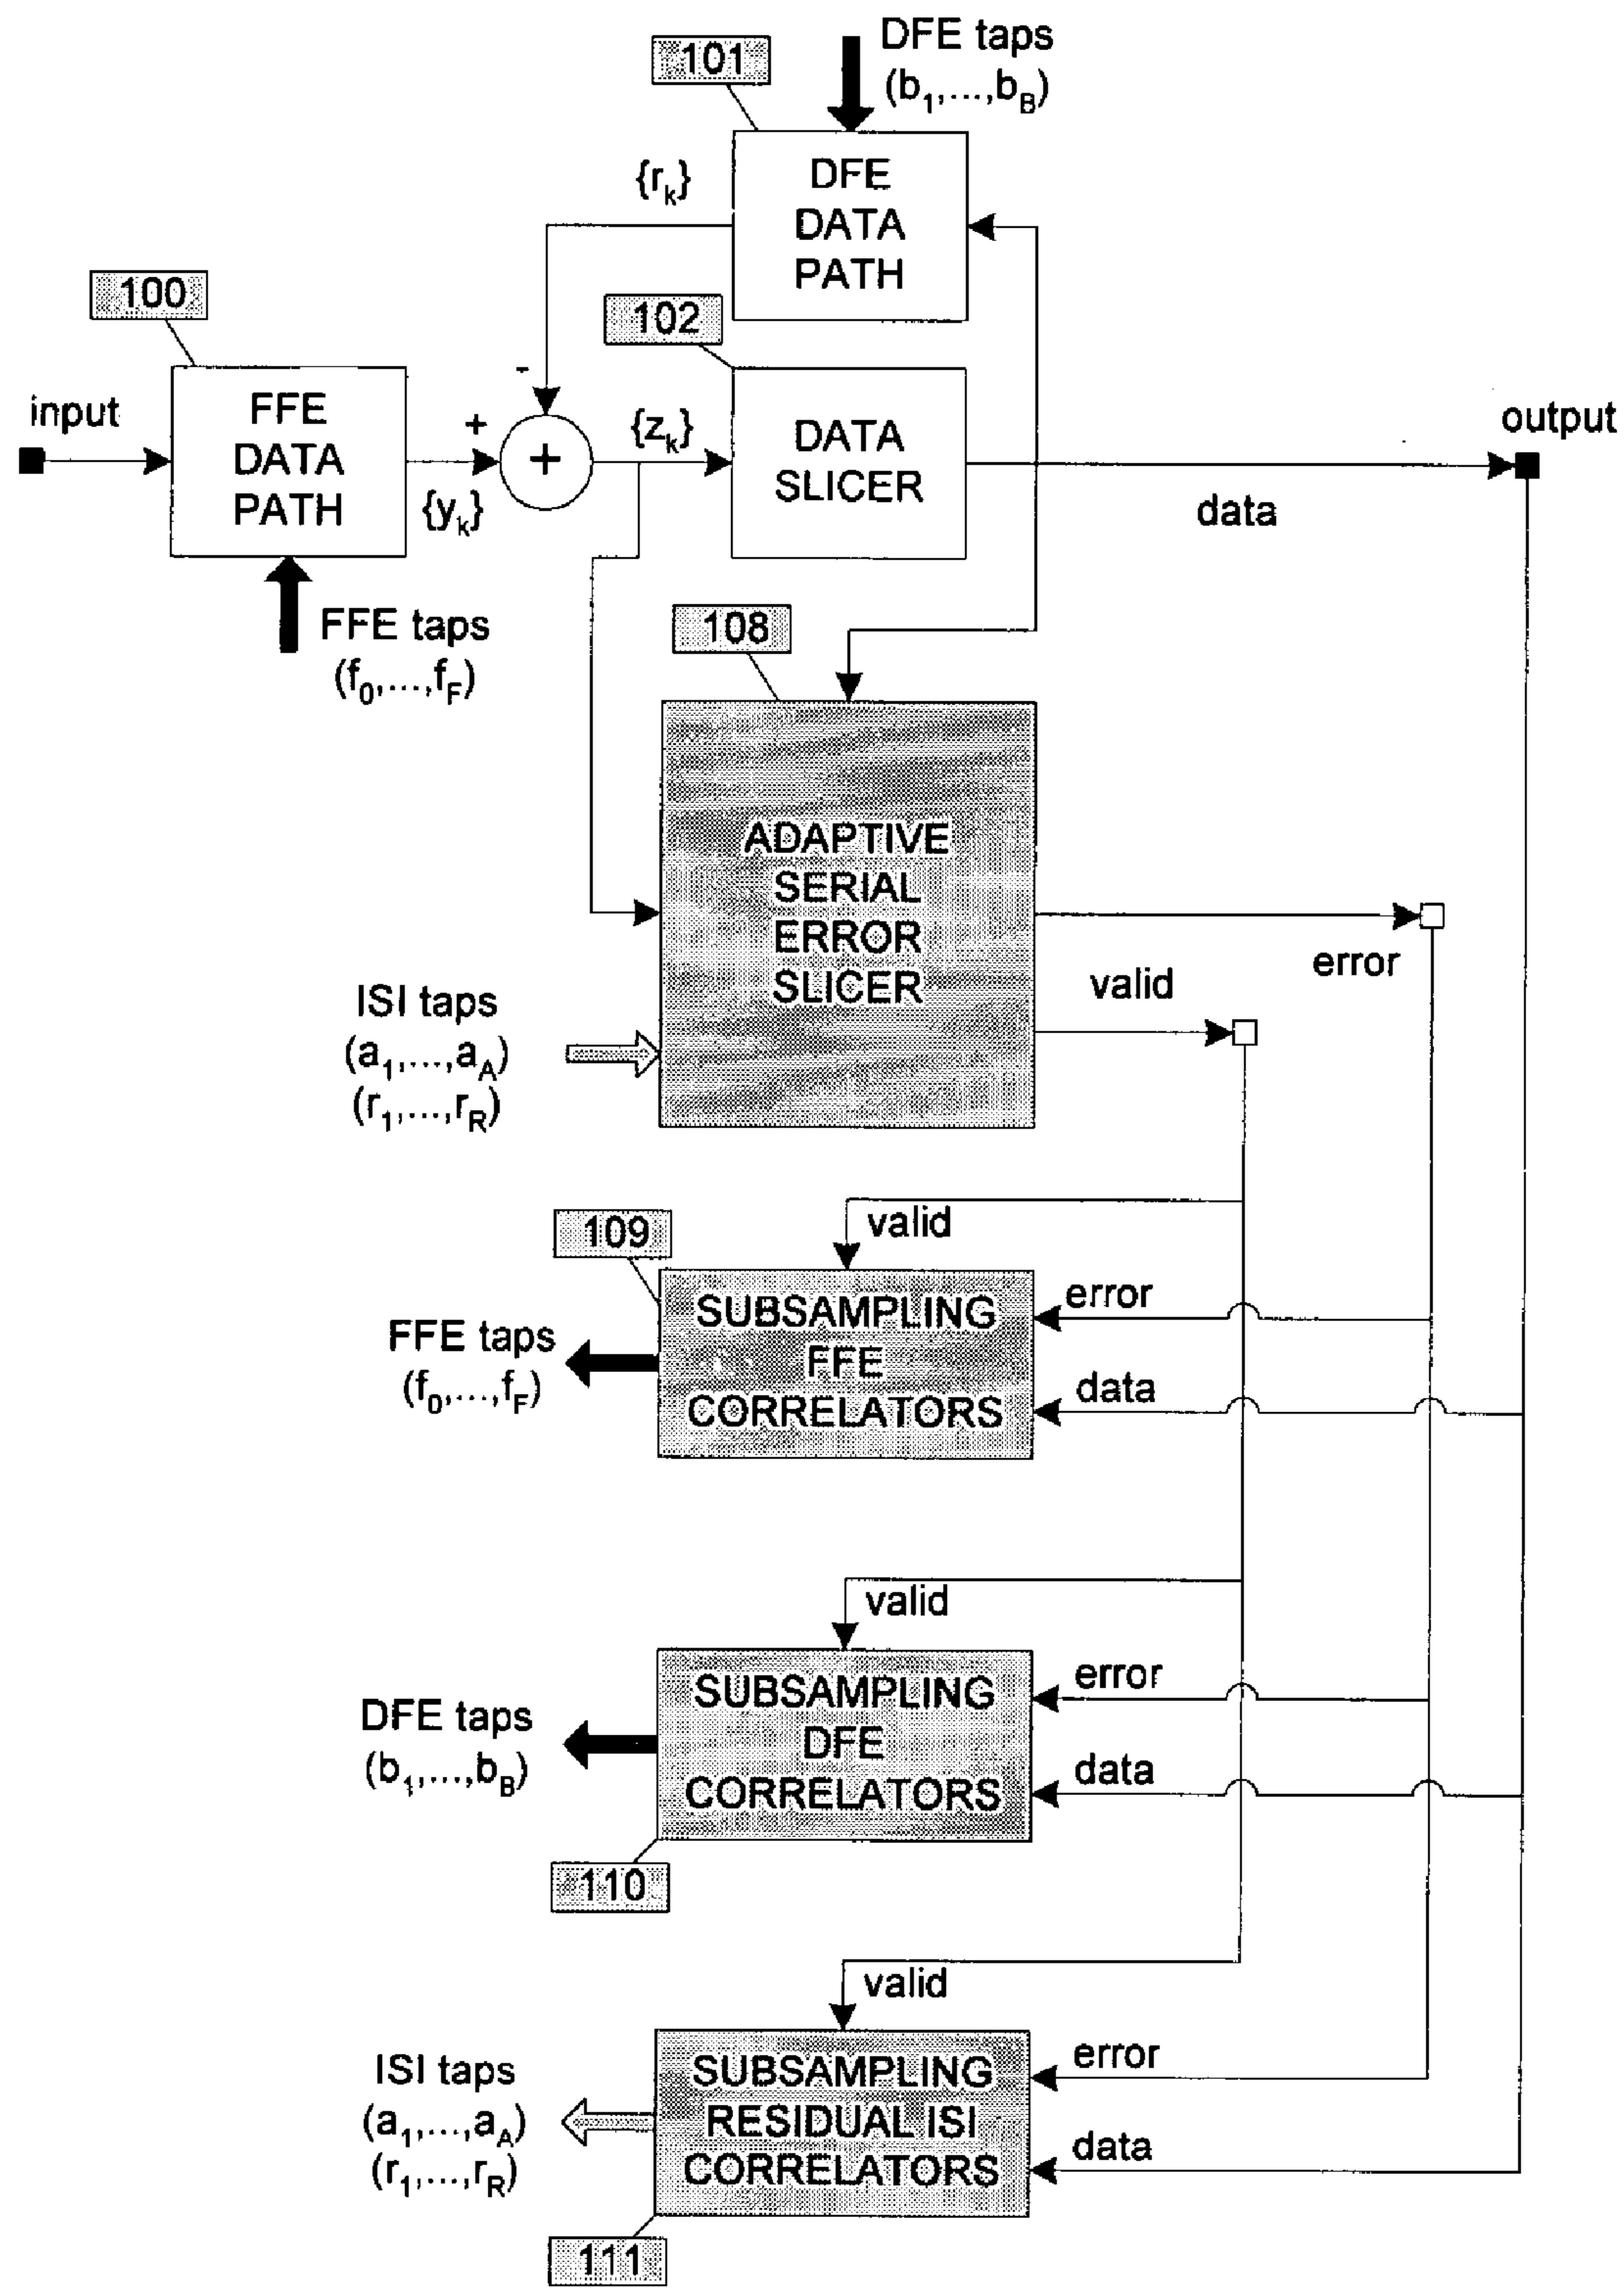 DFE taps
(b1,...,bB)
101
DFE
DATA
PATH
{rk}
100
102
-
input
FFE
DATA
PATH
+
+
{yk}
{zk}
DATA
SLICER
output
data
FFE taps
(f0,...,fF)
108
ADAPTIVE
SERIAL
ERROR
SLICER
error
valid
ISI taps
(a1,...,aA)
(r1,...,rR)
valid
109
SUBSAMPLING
FFE
CORRELATORS
error
data
FFE taps
(f0,...,fF)
valid
SUBSAMPLING
DFE
CORRELATORS
error
data
DFE taps
(b1,...,bB)
110
valid
SUBSAMPLING
RESIDUAL ISI
CORRELATORS
error
data
ISI taps
(a1,...,aA)
(r1,...,rR)
111